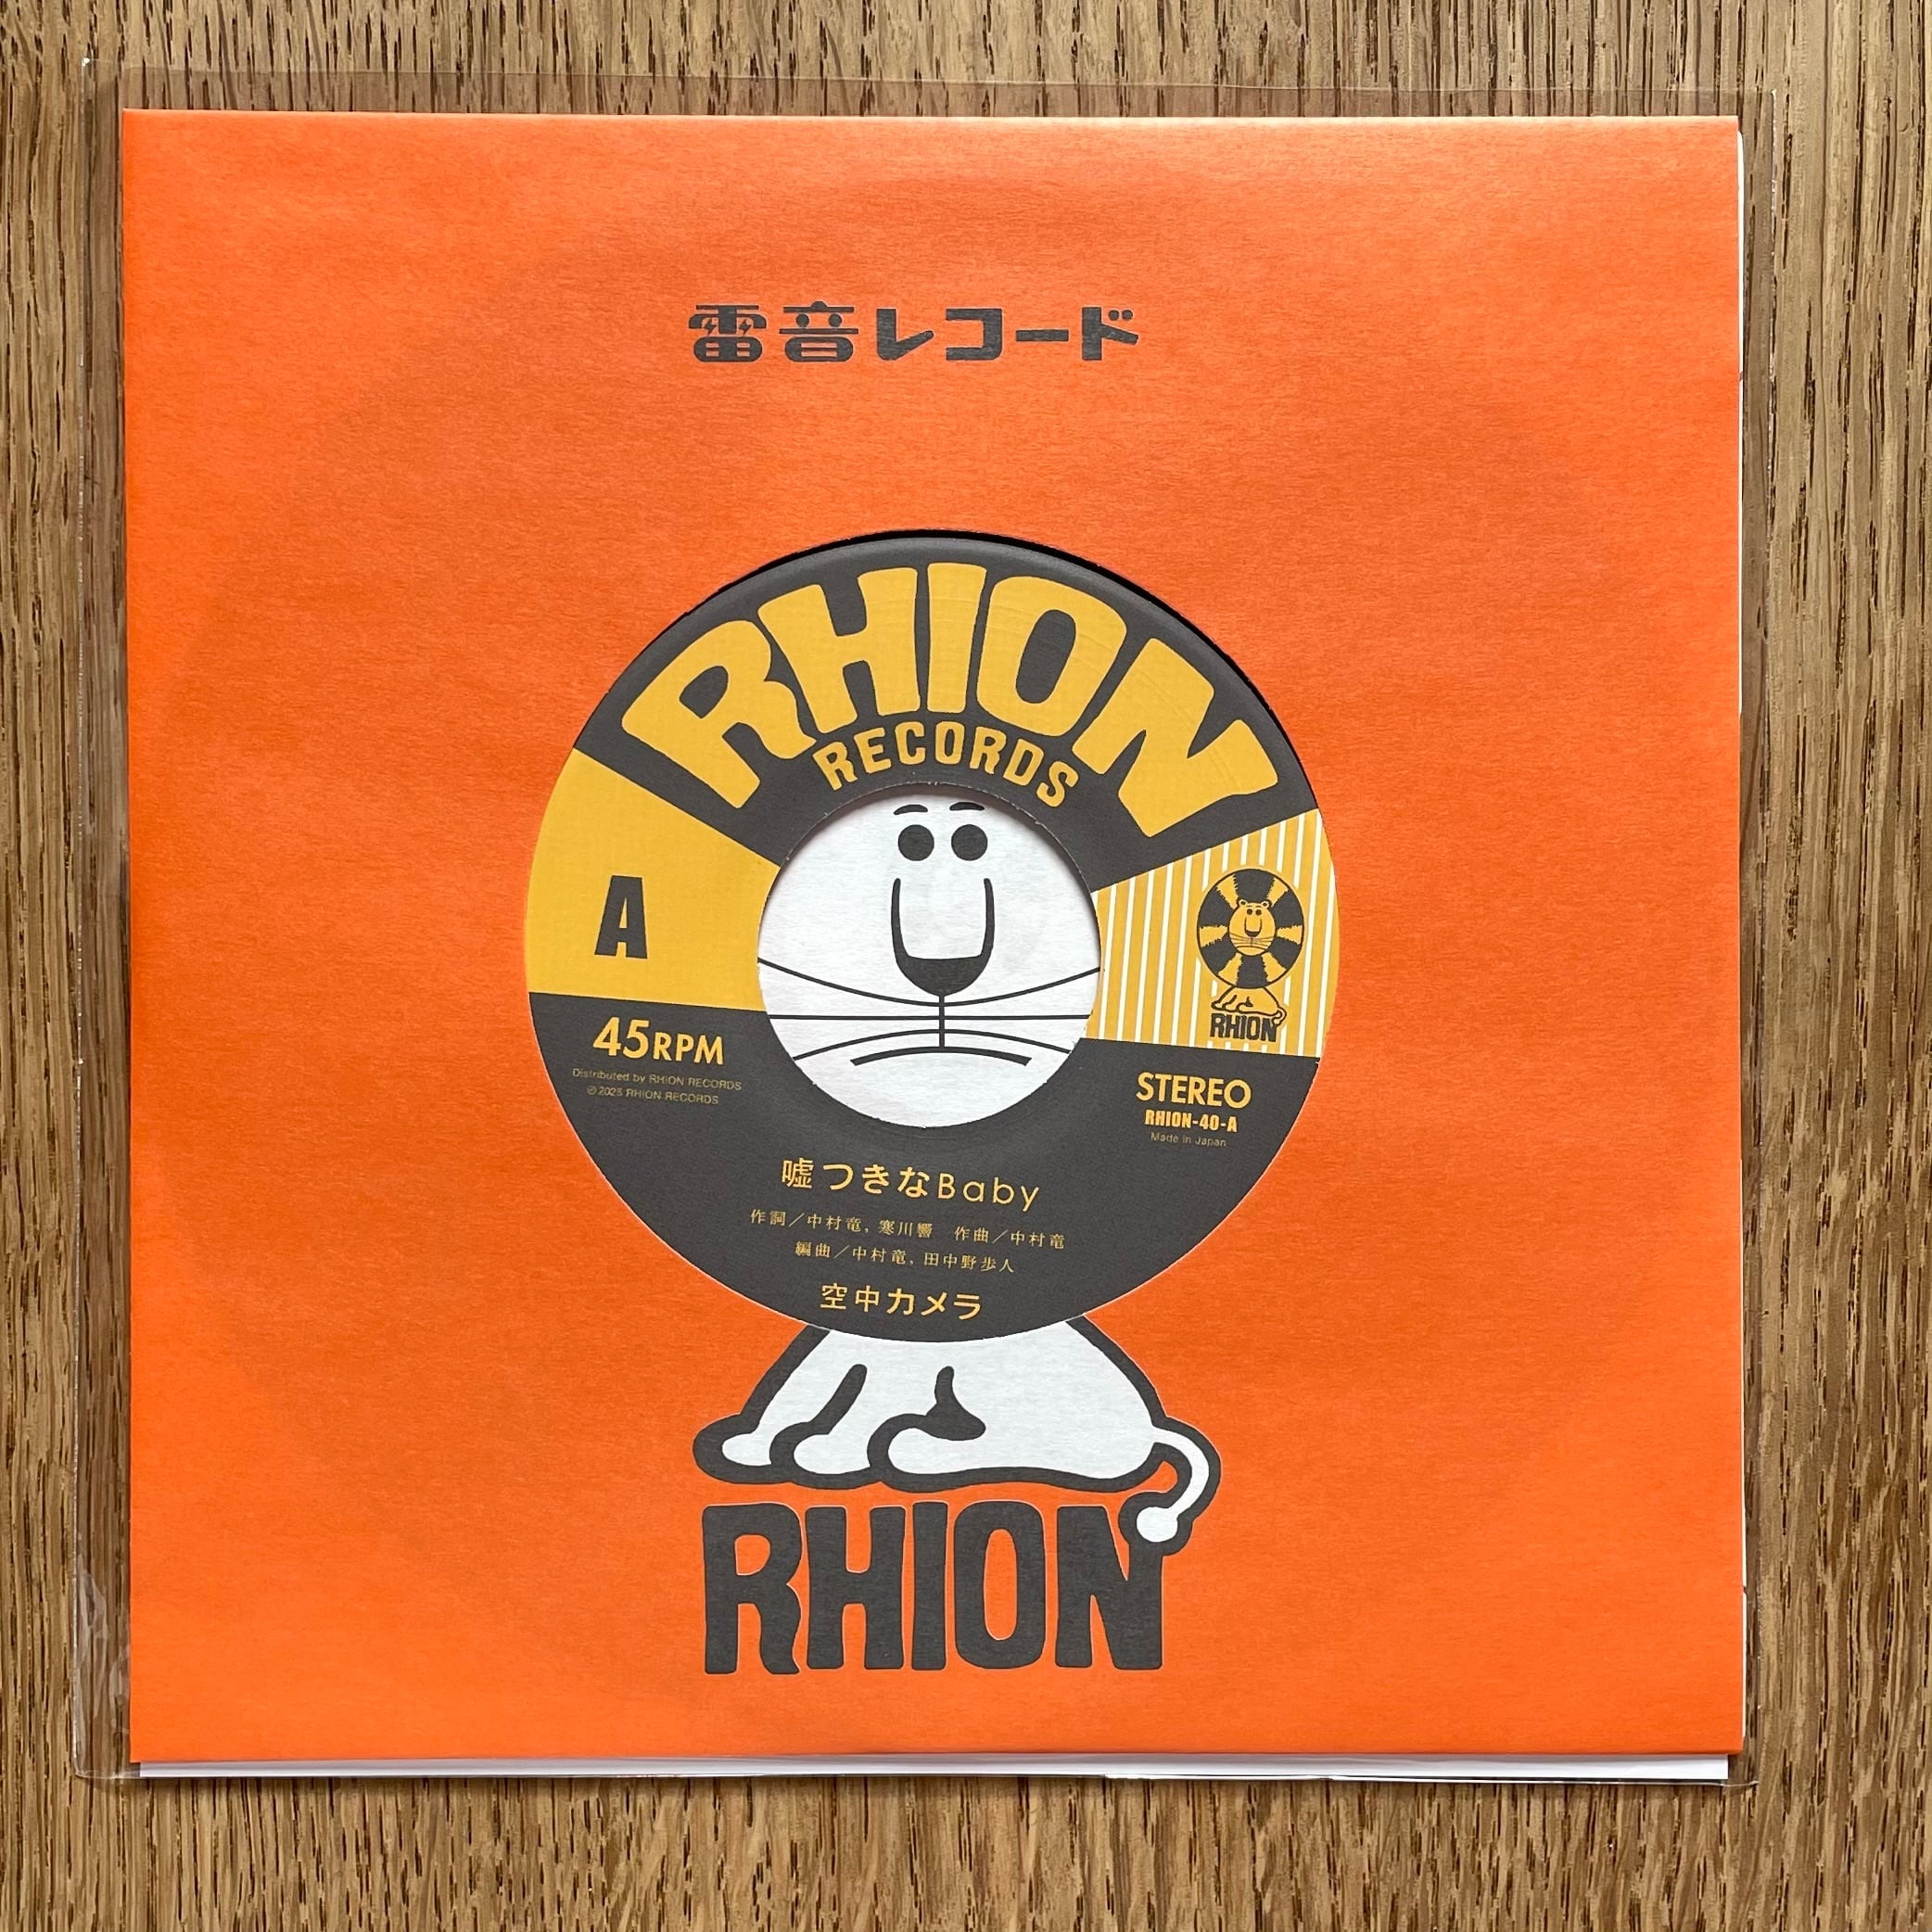 雷音レコード
RHION
RECORDS
A
RHION
45RPM
Distributed by RHION RECORDS
℗2025 RHION RECORDS
STEREO
RHION-40-A
Made in Japan
嘘つきなBaby
作詞／中村竜, 寒川響　作曲／中村竜
編曲／中村竜, 田中野歩人
空中カメラ
RHION